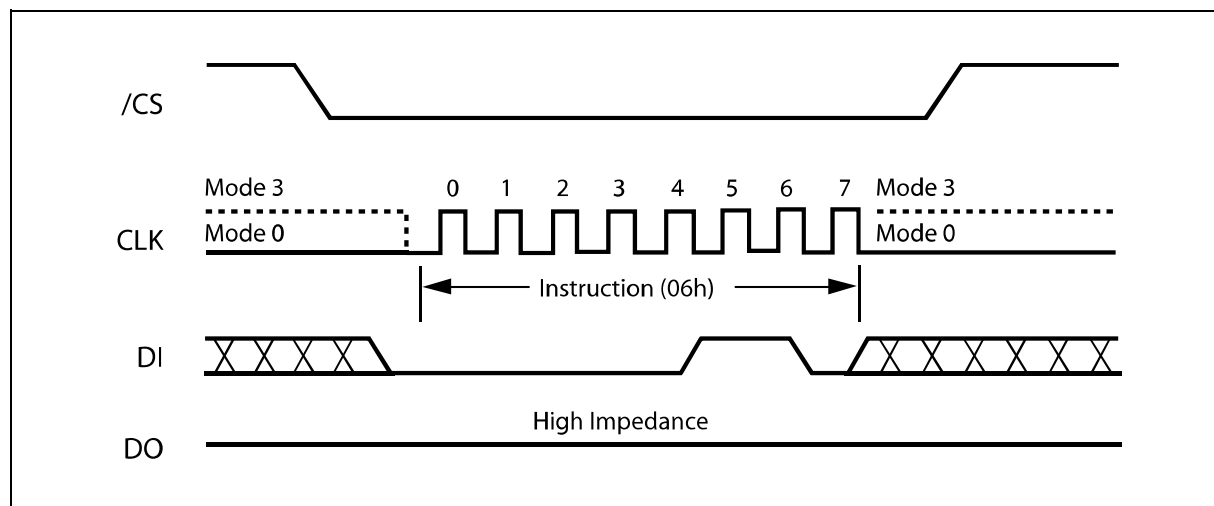 /CS
Mode 3 0 1 2 3 4 5 6 7 Mode 3
CLK Mode 0 Mode 0
Instruction (06h)
DI
High Impedance
DO